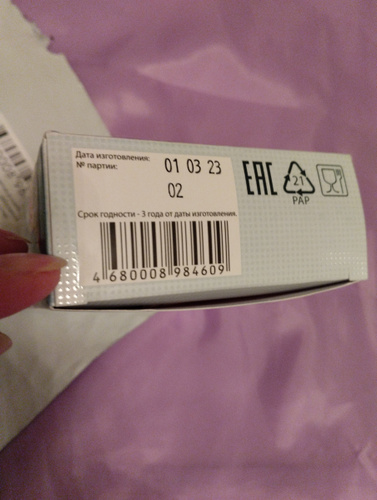 Дата изготовления:
№ партии:
01 03 23
02
Срок годности - 3 года от даты изготовления.
4 680008 984609
EAC
21
PAP